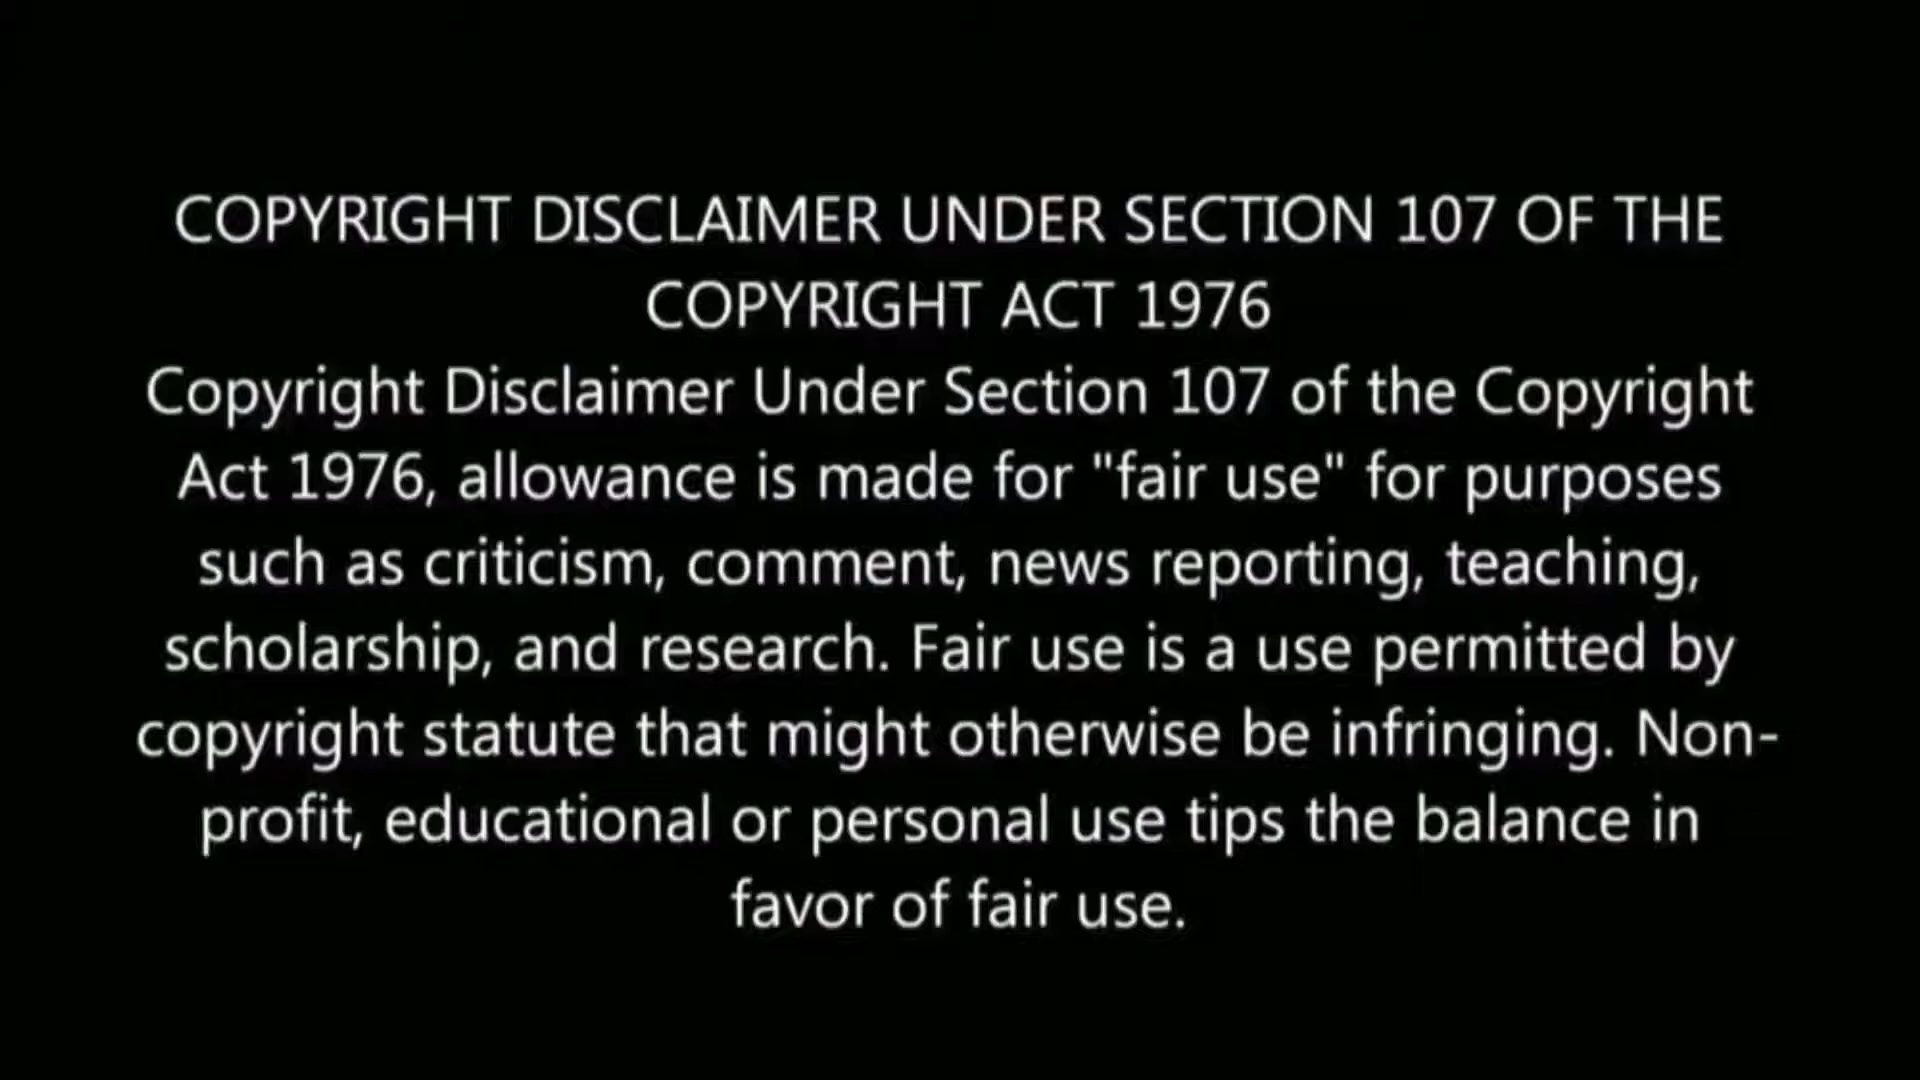 COPYRIGHT DISCLAIMER UNDER SECTION 107 OF THE
COPYRIGHT ACT 1976
Copyright Disclaimer Under Section 107 of the Copyright
Act 1976, allowance is made for "fair use" for purposes
such as criticism, comment, news reporting, teaching,
scholarship, and research. Fair use is a use permitted by
copyright statute that might otherwise be infringing. Non-
profit, educational or personal use tips the balance in
favor of fair use.